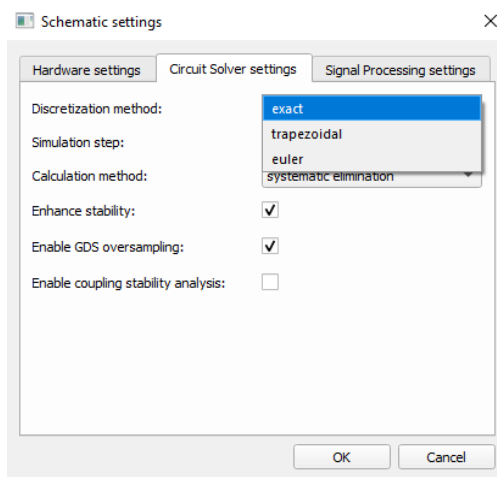 Schematic settings
Hardware settings Circuit Solver settings Signal Processing settings
Discretization method: exact
trapezoidal
Simulation step:
euler
Calculation method: systematic elimination
Enhance stability:
Enable GDS oversampling:
Enable coupling stability analysis:
OK Cancel